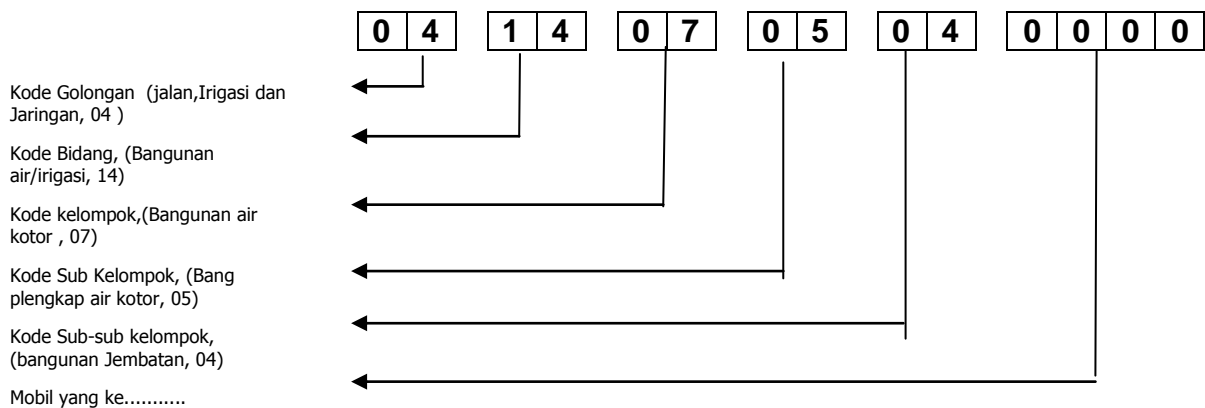 0 4 1 4 0 7 0 5 0 4 0 0 0 0
Kode Golongan (jalan,Irigasi dan
Jaringan, 04 )
Kode Bidang, (Bangunan
air/irigasi, 14)
Kode kelompok,(Bangunan air
kotor , 07)
Kode Sub Kelompok, (Bang
plengkap air kotor, 05)
Kode Sub-sub kelompok,
(bangunan Jembatan, 04)
Mobil yang ke...........